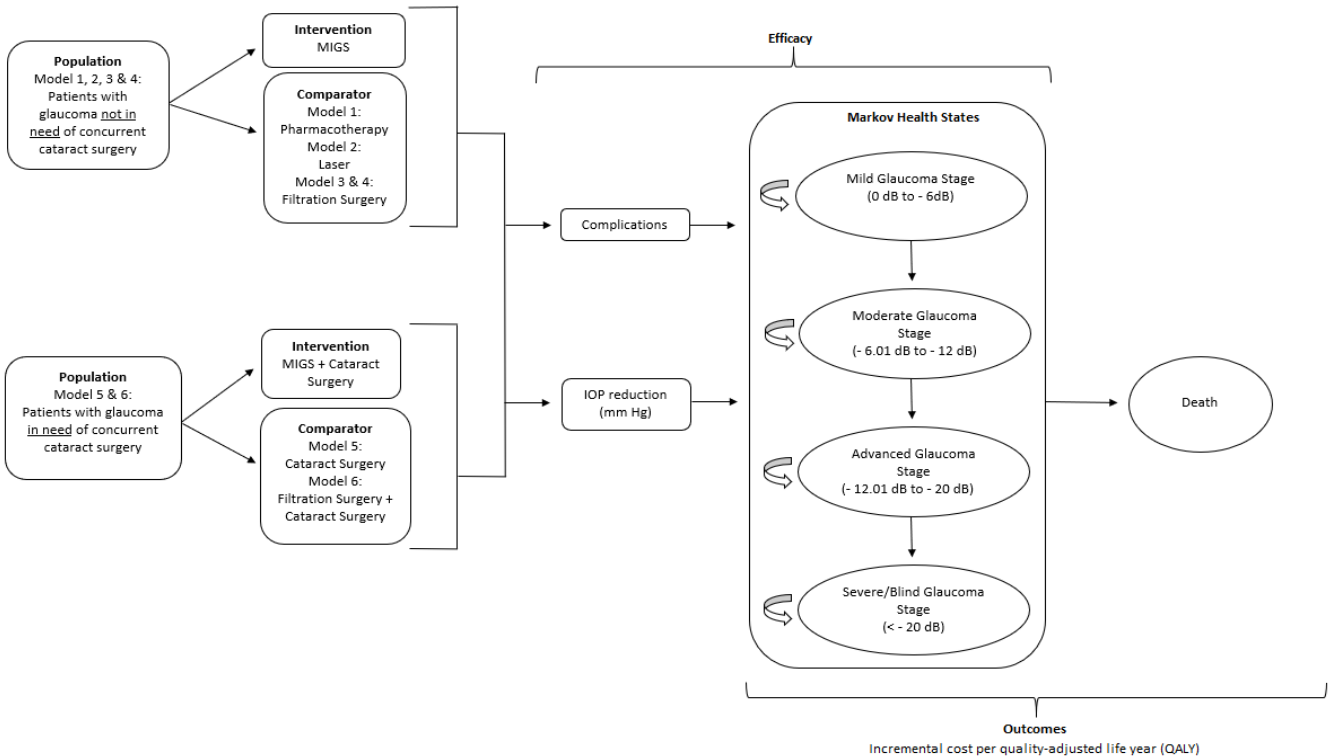 Population
Model 1, 2, 3 & 4:
Patients with
glaucoma not in
need of concurrent
cataract surgery
Intervention
MIGS
Comparator
Model 1:
Pharmacotherapy
Model 2:
Laser
Model 3 & 4:
Filtration Surgery
Population
Model 5 & 6:
Patients with glaucoma
in need of concurrent
cataract surgery
Intervention
MIGS + Cataract
Surgery
Comparator
Model 5:
Cataract Surgery
Model 6:
Filtration Surgery +
Cataract Surgery
Efficacy
Complications
IOP reduction
(mm Hg)
Markov Health States
Mild Glaucoma Stage
(0 dB to - 6dB)
Moderate Glaucoma
Stage
(- 6.01 dB to - 12 dB)
Advanced Glaucoma
Stage
(- 12.01 dB to - 20 dB)
Severe/Blind Glaucoma
Stage
(< - 20 dB)
Death
Outcomes
Incremental cost per quality-adjusted life year (QALY)